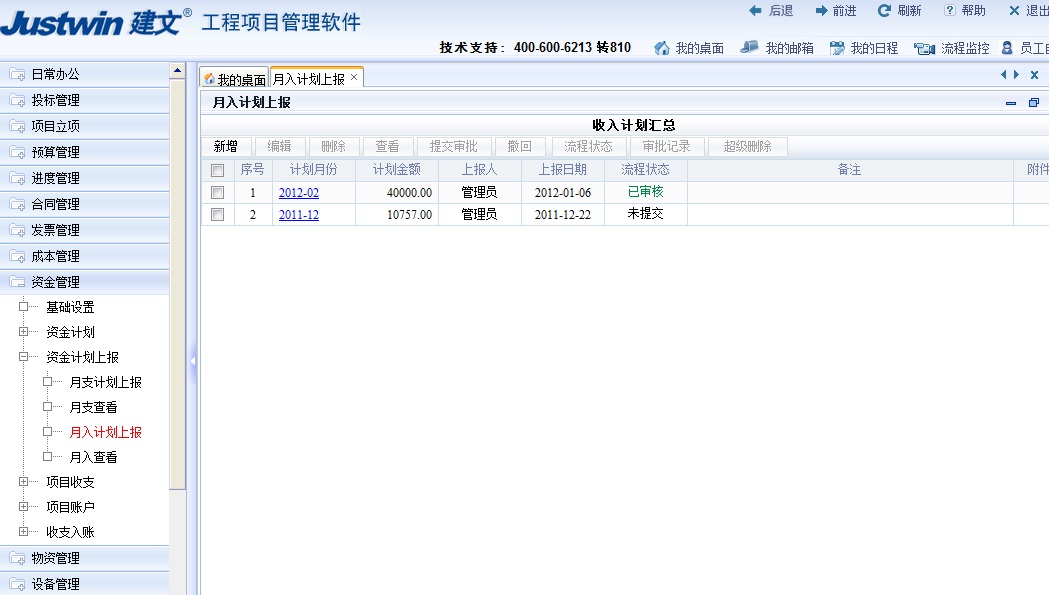 Justwin 建文® 工程项目管理软件
后退 前进 刷新 帮助 退出
技术支持：400-600-6213 转810 我的桌面 我的邮箱 我的日程 流程监控 员工自
日常办公
投标管理
项目立项
预算管理
进度管理
合同管理
发票管理
成本管理
资金管理
基础设置
资金计划
资金计划上报
月支计划上报
月支查看
月入计划上报
月入查看
项目收支
项目账户
收支入账
物资管理
设备管理
我的桌面 月入计划上报
月入计划上报
收入计划汇总
新增 编辑 删除 查看 提交审批 撤回 流程状态 审批记录 超级删除
序号 计划月份 计划金额 上报人 上报日期 流程状态 备注 附件
1 2012-02 40000.00 管理员 2012-01-06 已审核
2 2011-12 10757.00 管理员 2011-12-22 未提交